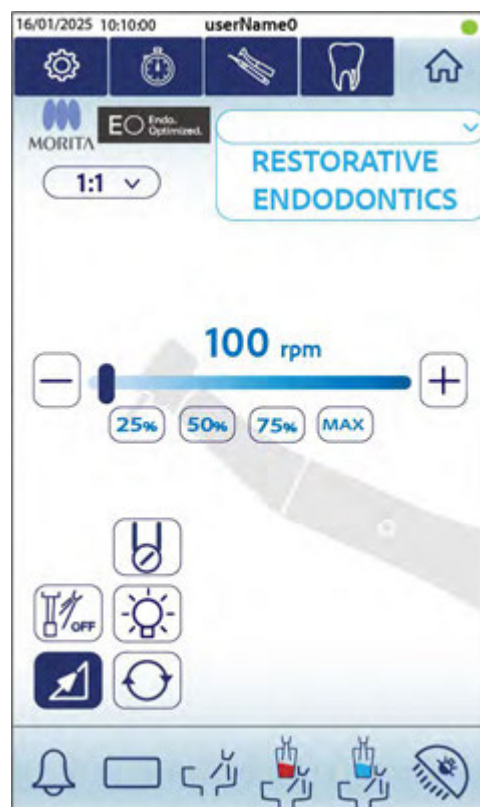 16/01/2025 10:10:00 userName0
MORITA
EO Endo. Optimized.
RESTORATIVE
ENDODONTICS
1:1
100 rpm
25% 50% 75% MAX
OFF